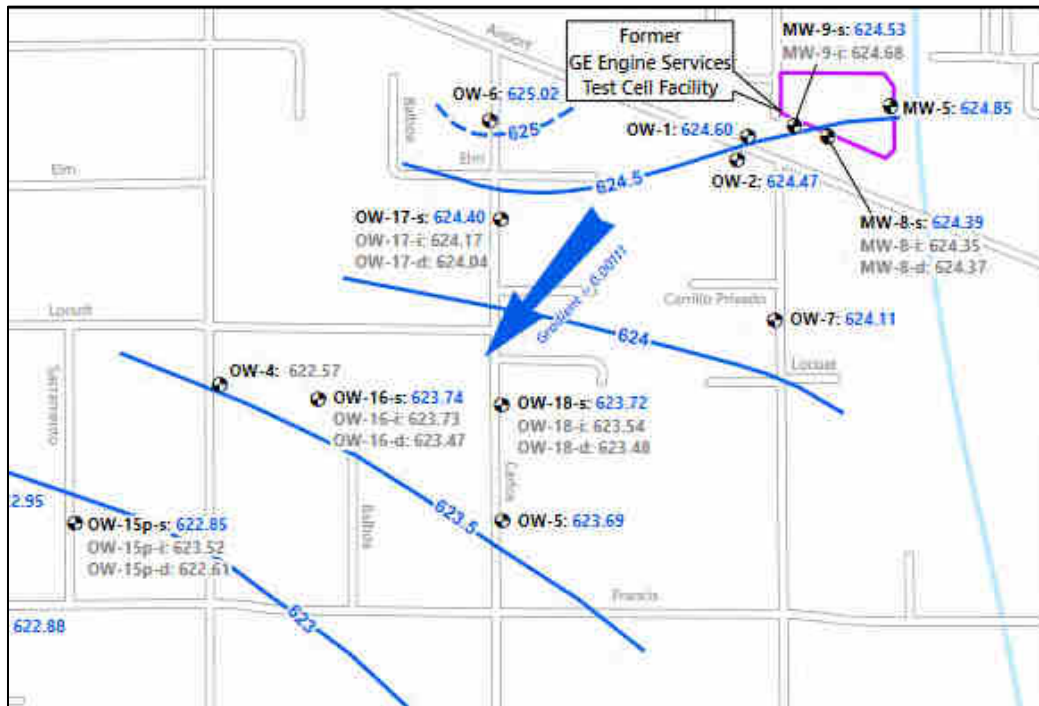 Airport
Former
GE Engine Services
Test Cell Facility
MW-9-s: 624.53
MW-9-i: 624.68
OW-6: 625.02
Balboa
625
OW-1: 624.60
MW-5: 624.85
Elm
Elm
624.5
OW-2: 624.47
OW-17-s: 624.40
OW-17-i: 624.17
OW-17-d: 624.04
MW-8-s: 624.39
MW-8-i: 624.35
MW-8-d: 624.37
Carrillo Privado
Locust
Gradient
624
OW-7: 624.11
Locust
Sacramento
OW-4: 622.57
OW-16-s: 623.74
OW-16-i: 623.73
OW-16-d: 623.47
OW-18-s: 623.72
OW-18-i: 623.54
OW-18-d: 623.48
Carlos
2.95
623.5
OW-5: 623.69
OW-15p-s: 622.85
OW-15p-i: 623.52
OW-15p-d: 622.61
Balboa
Francis
623
622.88